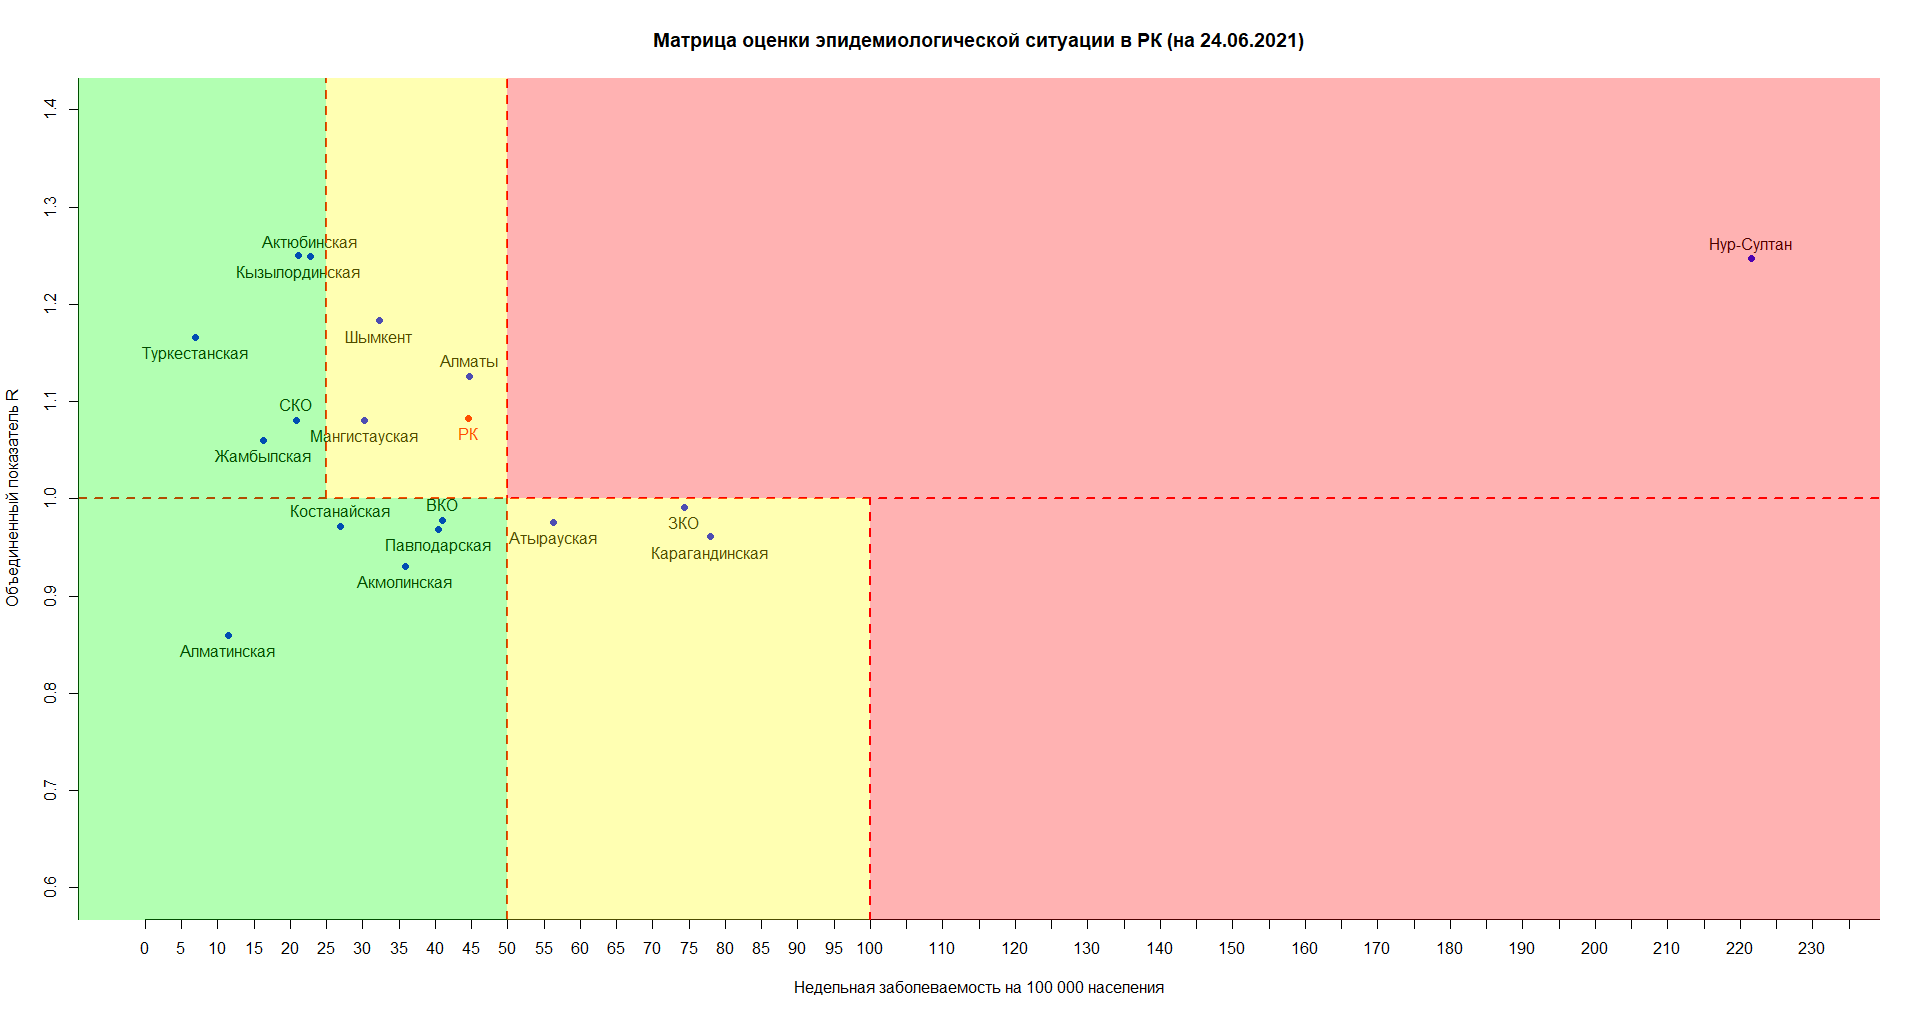 Матрица оценки эпидемиологической ситуации в РК (на 24.06.2021)
Объединенный показатель R
1.4
1.3
1.2
1.1
1.0
0.9
0.8
0.7
0.6
Актюбинская
Кызылординская
Нур-Султан
Шымкент
Туркестанская
Алматы
СКО
Мангистауская
РК
Жамбылская
Костанайская
ВКО
Павлодарская
Атырауская
ЗКО
Карагандинская
Акмолинская
Алматинская
0 5 10 15 20 25 30 35 40 45 50 55 60 65 70 75 80 85 90 95 100 110 120 130 140 150 160 170 180 190 200 210 220 230
Недельная заболеваемость на 100 000 населения